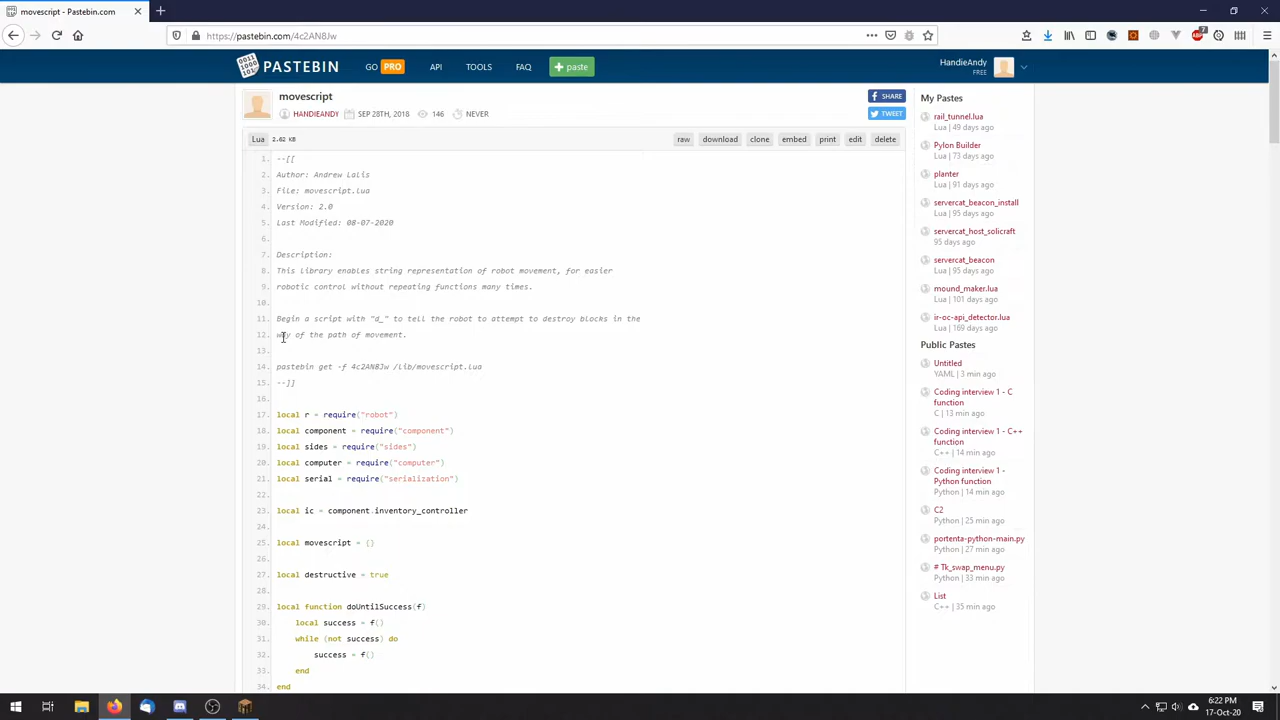 movescript - Pastebin.com
https://pastebin.com/4c2AN8Jw
7
PASTEBIN
GO PRO
API
TOOLS
FAQ
+ paste
HandieAndy
FREE
movescript
HANDIEANDY
SEP 28TH, 2018
146
NEVER
SHARE
TWEET
Lua 2.62 KB
raw
download
clone
embed
print
edit
delete
1. --[[
2. Author: Andrew Lalis
3. File: movescript.lua
4. Version: 2.0
5. Last Modified: 08-07-2020
6.
7. Description:
8. This library enables string representation of robot movement, for easier
9. robotic control without repeating functions many times.
10.
11. Begin a script with "d_" to tell the robot to attempt to destroy blocks in the
12. way of the path of movement.
13.
14. pastebin get -f 4c2AN8Jw /lib/movescript.lua
15. --]]
16.
17. local r = require("robot")
18. local component = require("component")
19. local sides = require("sides")
20. local computer = require("computer")
21. local serial = require("serialization")
22.
23. local ic = component.inventory_controller
24.
25. local movescript = {}
26.
27. local destructive = true
28.
29. local function doUntilSuccess(f)
30. local success = f()
31. while (not success) do
32. success = f()
33. end
34. end
My Pastes
rail_tunnel.lua
Lua | 49 days ago
Pylon Builder
Lua | 73 days ago
planter
Lua | 91 days ago
servercat_beacon_install
Lua | 95 days ago
servercat_host_solicraft
95 days ago
servercat_beacon
Lua | 95 days ago
mound_maker.lua
Lua | 101 days ago
ir-oc-api_detector.lua
Lua | 169 days ago
Public Pastes
Untitled
YAML | 3 min ago
Coding interview 1 - C
function
C | 13 min ago
Coding interview 1 - C++
function
C++ | 14 min ago
Coding interview 1 -
Python function
Python | 14 min ago
C2
Python | 25 min ago
portenta-python-main.py
Python | 27 min ago
# Tk_swap_menu.py
Python | 33 min ago
List
C++ | 35 min ago
6:22 PM
17-Oct-20